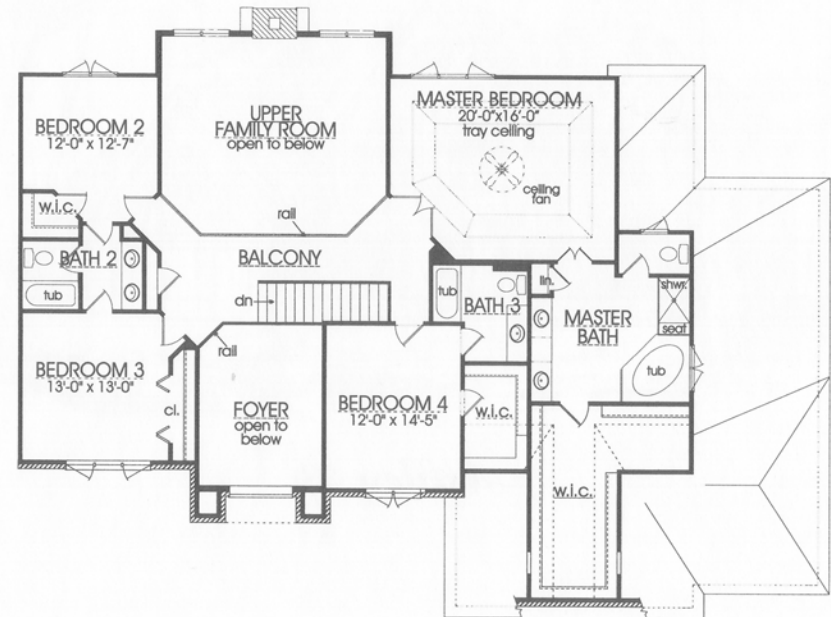 UPPER
FAMILY ROOM
open to below
MASTER BEDROOM
20'-0"x16'-0"
tray ceiling
ceiling
fan
BEDROOM 2
12'-0" x 12'-7"
w.i.c.
rail
BALCONY
BATH 2
tub
dn
tub
BATH 3
lin.
MASTER
BATH
shwr.
seat
tub
rail
BEDROOM 3
13'-0" x 13'-0"
cl.
FOYER
open to
below
BEDROOM 4
12'-0" x 14'-5"
w.i.c.
w.i.c.